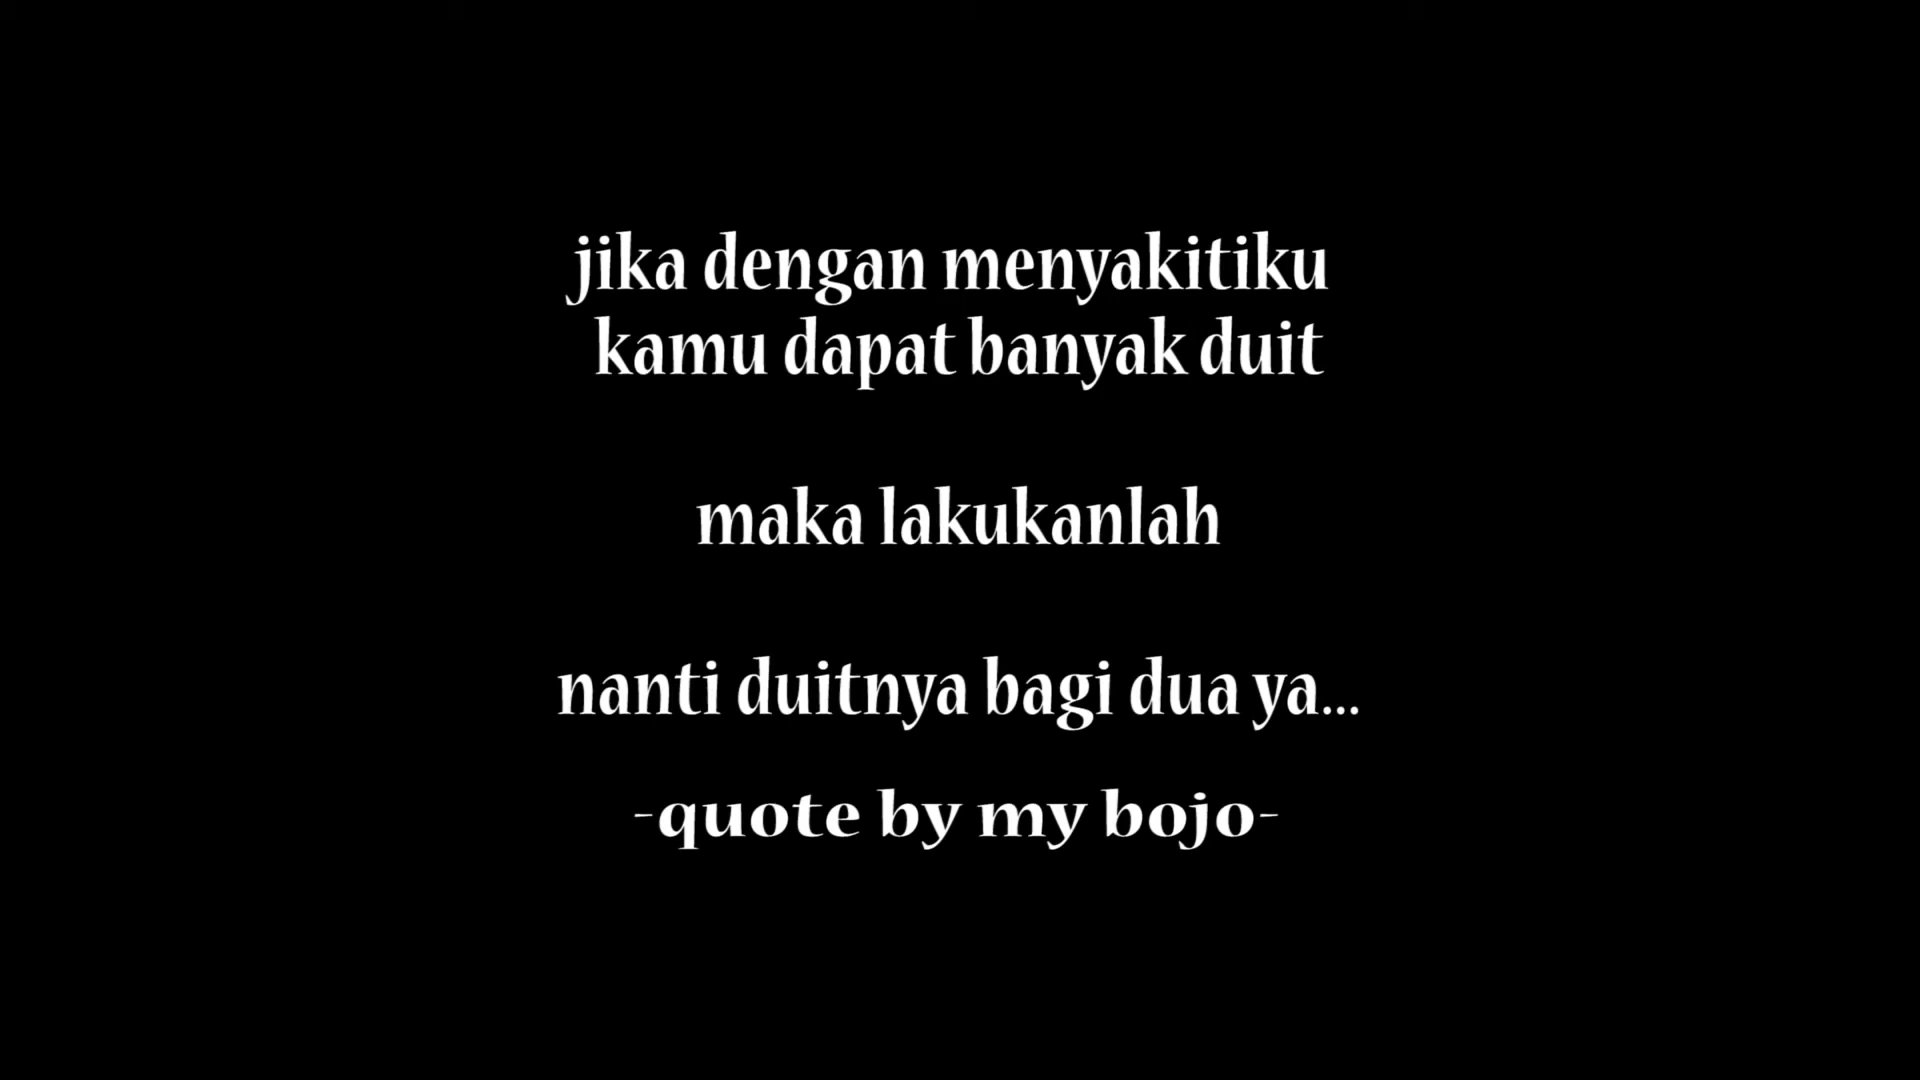 jika dengan menyakitiku
kamu dapat banyak duit
maka lakukanlah
nanti duitnya bagi dua ya...
-quote by my bojo-